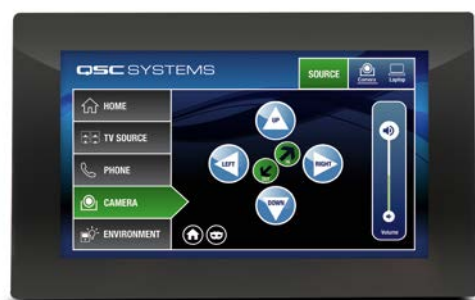 QSC SYSTEMS
SOURCE
Camera
Laptop
HOME
TV SOURCE
PHONE
CAMERA
ENVIRONMENT
UP
LEFT
RIGHT
DOWN
Volume